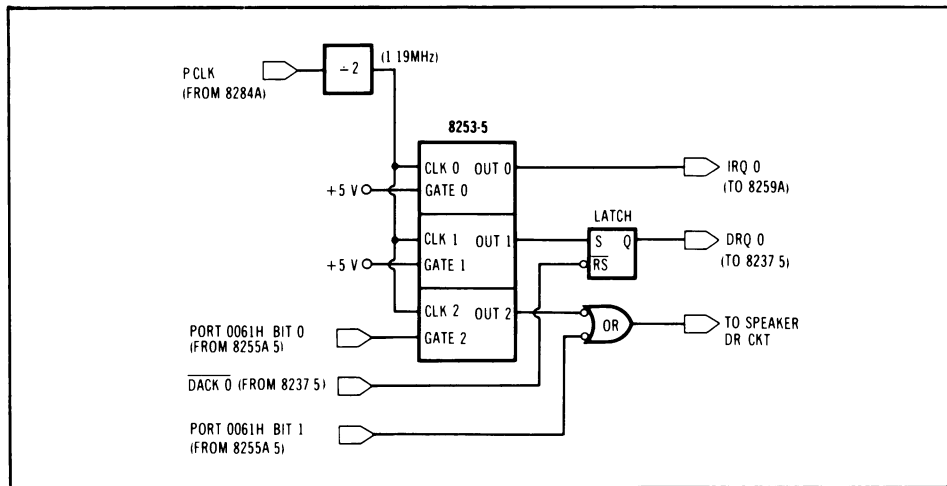 P CLK
(FROM 8284A)
÷2
(1 19MHz)
8253-5
CLK 0 OUT 0
+5 V
GATE 0
IRQ 0
(TO 8259A)
LATCH
CLK 1 OUT 1
S Q
DRQ 0
(TO 8237 5)
+5 V
GATE 1
RS
CLK 2 OUT 2
PORT 0061H BIT 0
(FROM 8255A 5)
GATE 2
OR
TO SPEAKER
DR CKT
DACK 0 (FROM 8237 5)
PORT 0061H BIT 1
(FROM 8255A 5)